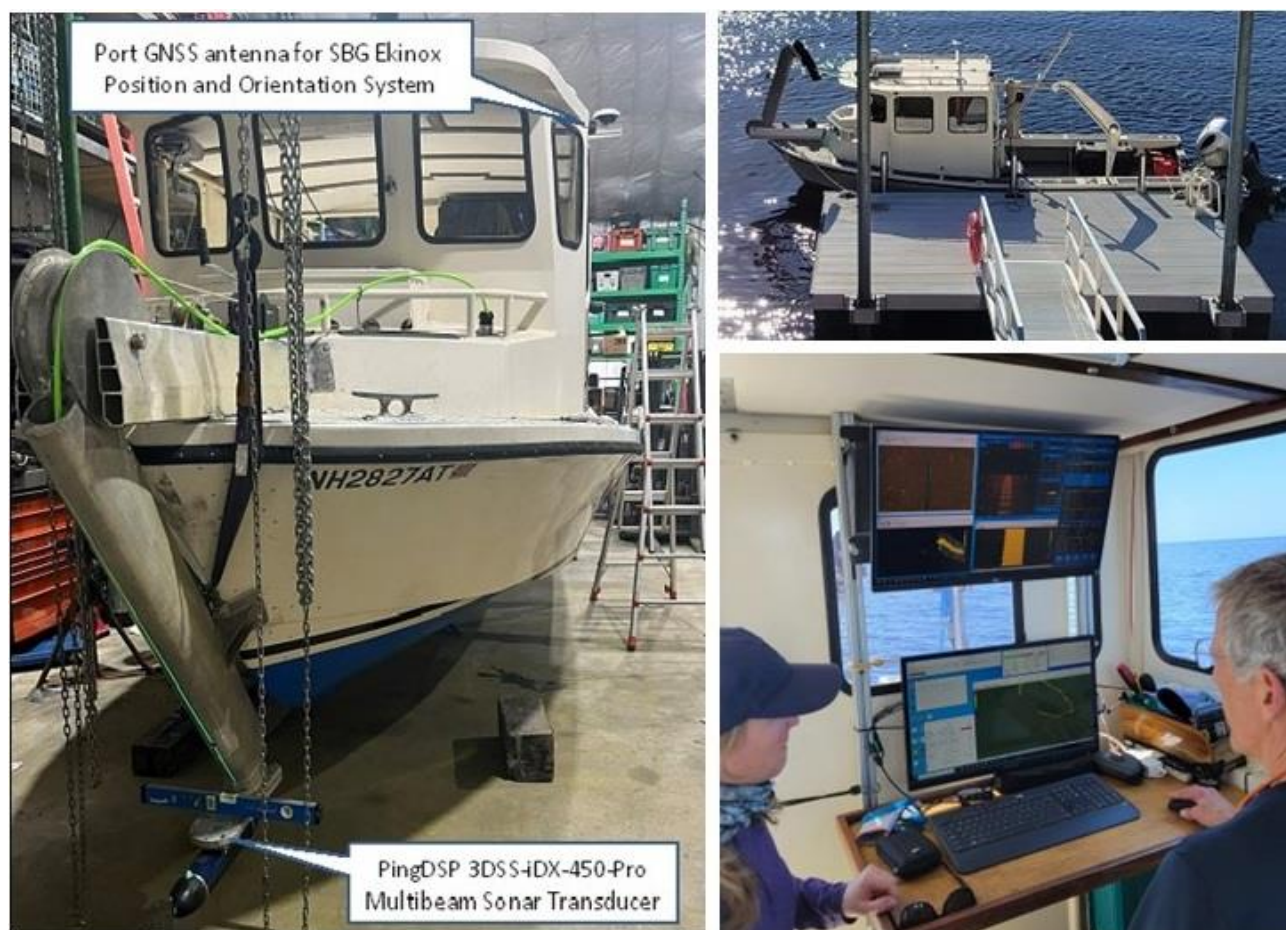 Port GNSS antenna for SBG Ekinox
Position and Orientation System
NH2827AT
PingDSP 3DSS-iDX-450-Pro
Multibeam Sonar Transducer